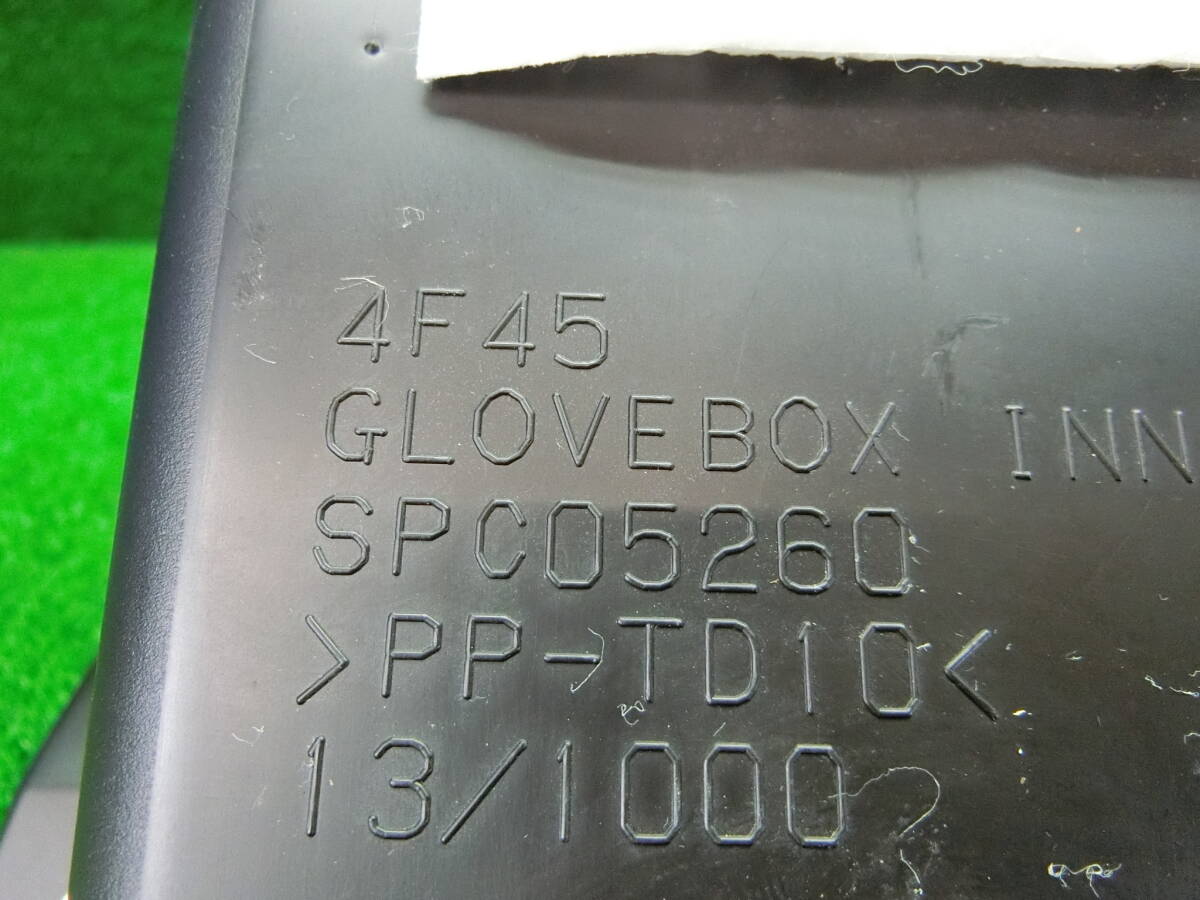 4F45
GLOVEBOX INN
SPC05260
>PP-TD10<
13/1000